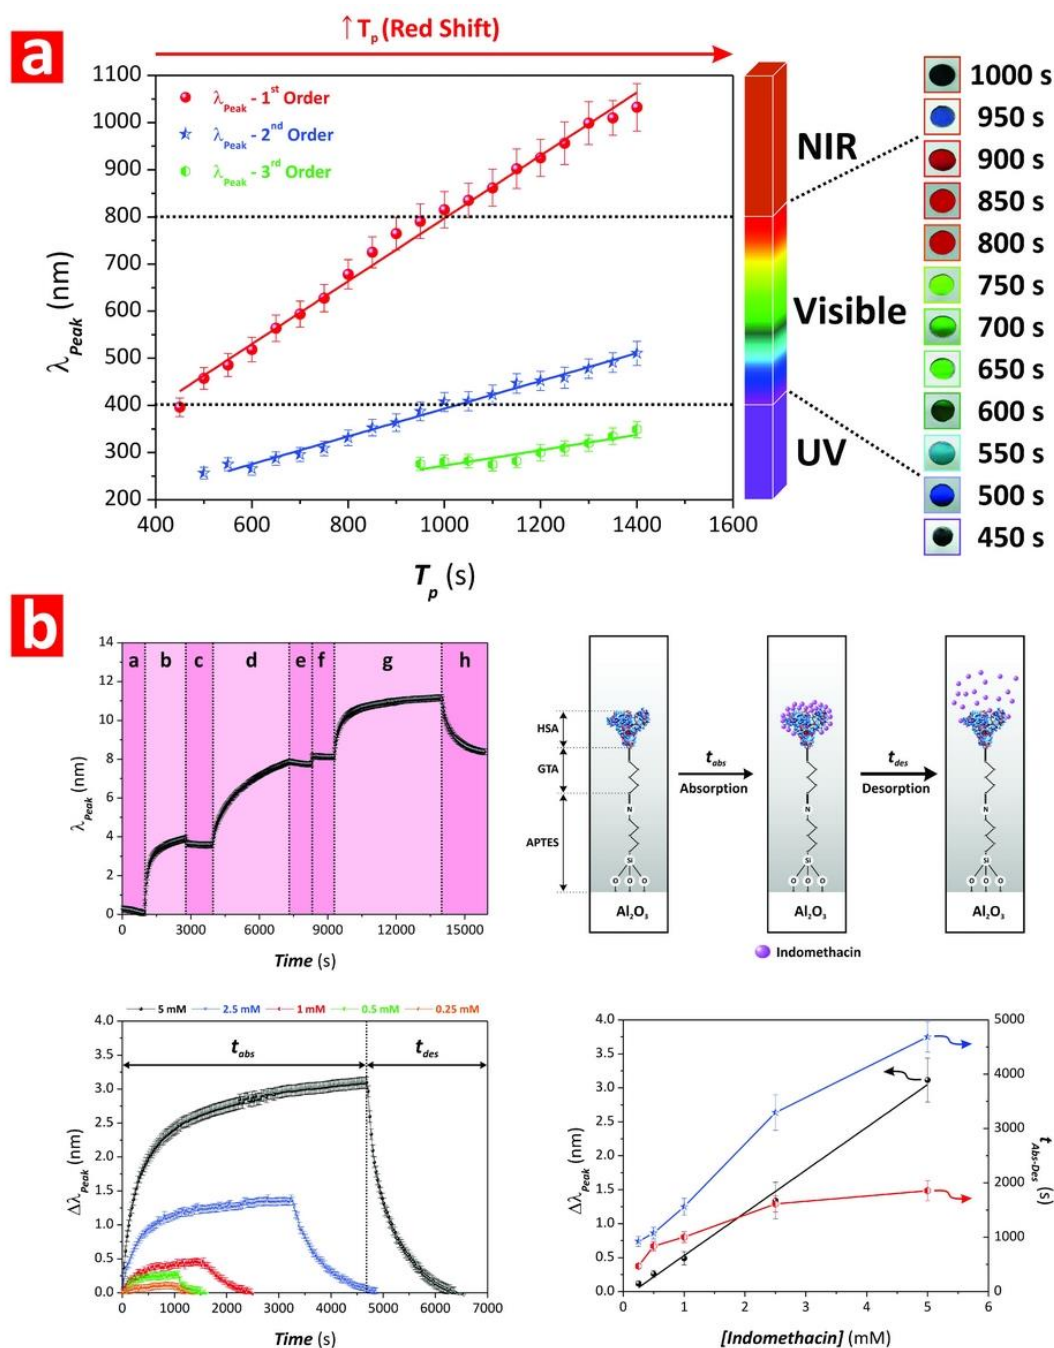 a
↑ Tp (Red Shift)
λPeak - 1st Order
λPeak - 2nd Order
λPeak - 3rd Order
1100
1000
900
800
700
600
500
400
300
200
λPeak (nm)
400 600 800 1000 1200 1400 1600
Tp (s)
NIR
Visible
UV
1000 s
950 s
900 s
850 s
800 s
750 s
700 s
650 s
600 s
550 s
500 s
450 s
b
a b c d e f g h
14
12
10
8
6
4
2
0
λPeak (nm)
0 3000 6000 9000 12000 15000
Time (s)
HSA
GTA
APTES
N
Si
O O O
Al2O3
tabs
Absorption
N
Si
O O O
Al2O3
tdes
Desorption
N
Si
O O O
Al2O3
Indomethacin
5 mM 2.5 mM 1 mM 0.5 mM 0.25 mM
tabs tdes
4.0
3.5
3.0
2.5
2.0
1.5
1.0
0.5
0.0
ΔλPeak (nm)
0 1000 2000 3000 4000 5000 6000 7000
Time (s)
4.0
3.5
3.0
2.5
2.0
1.5
1.0
0.5
0.0
ΔλPeak (nm)
5000
4000
3000
2000
1000
0
tAbs-Des (s)
0 1 2 3 4 5 6
[Indomethacin] (mM)